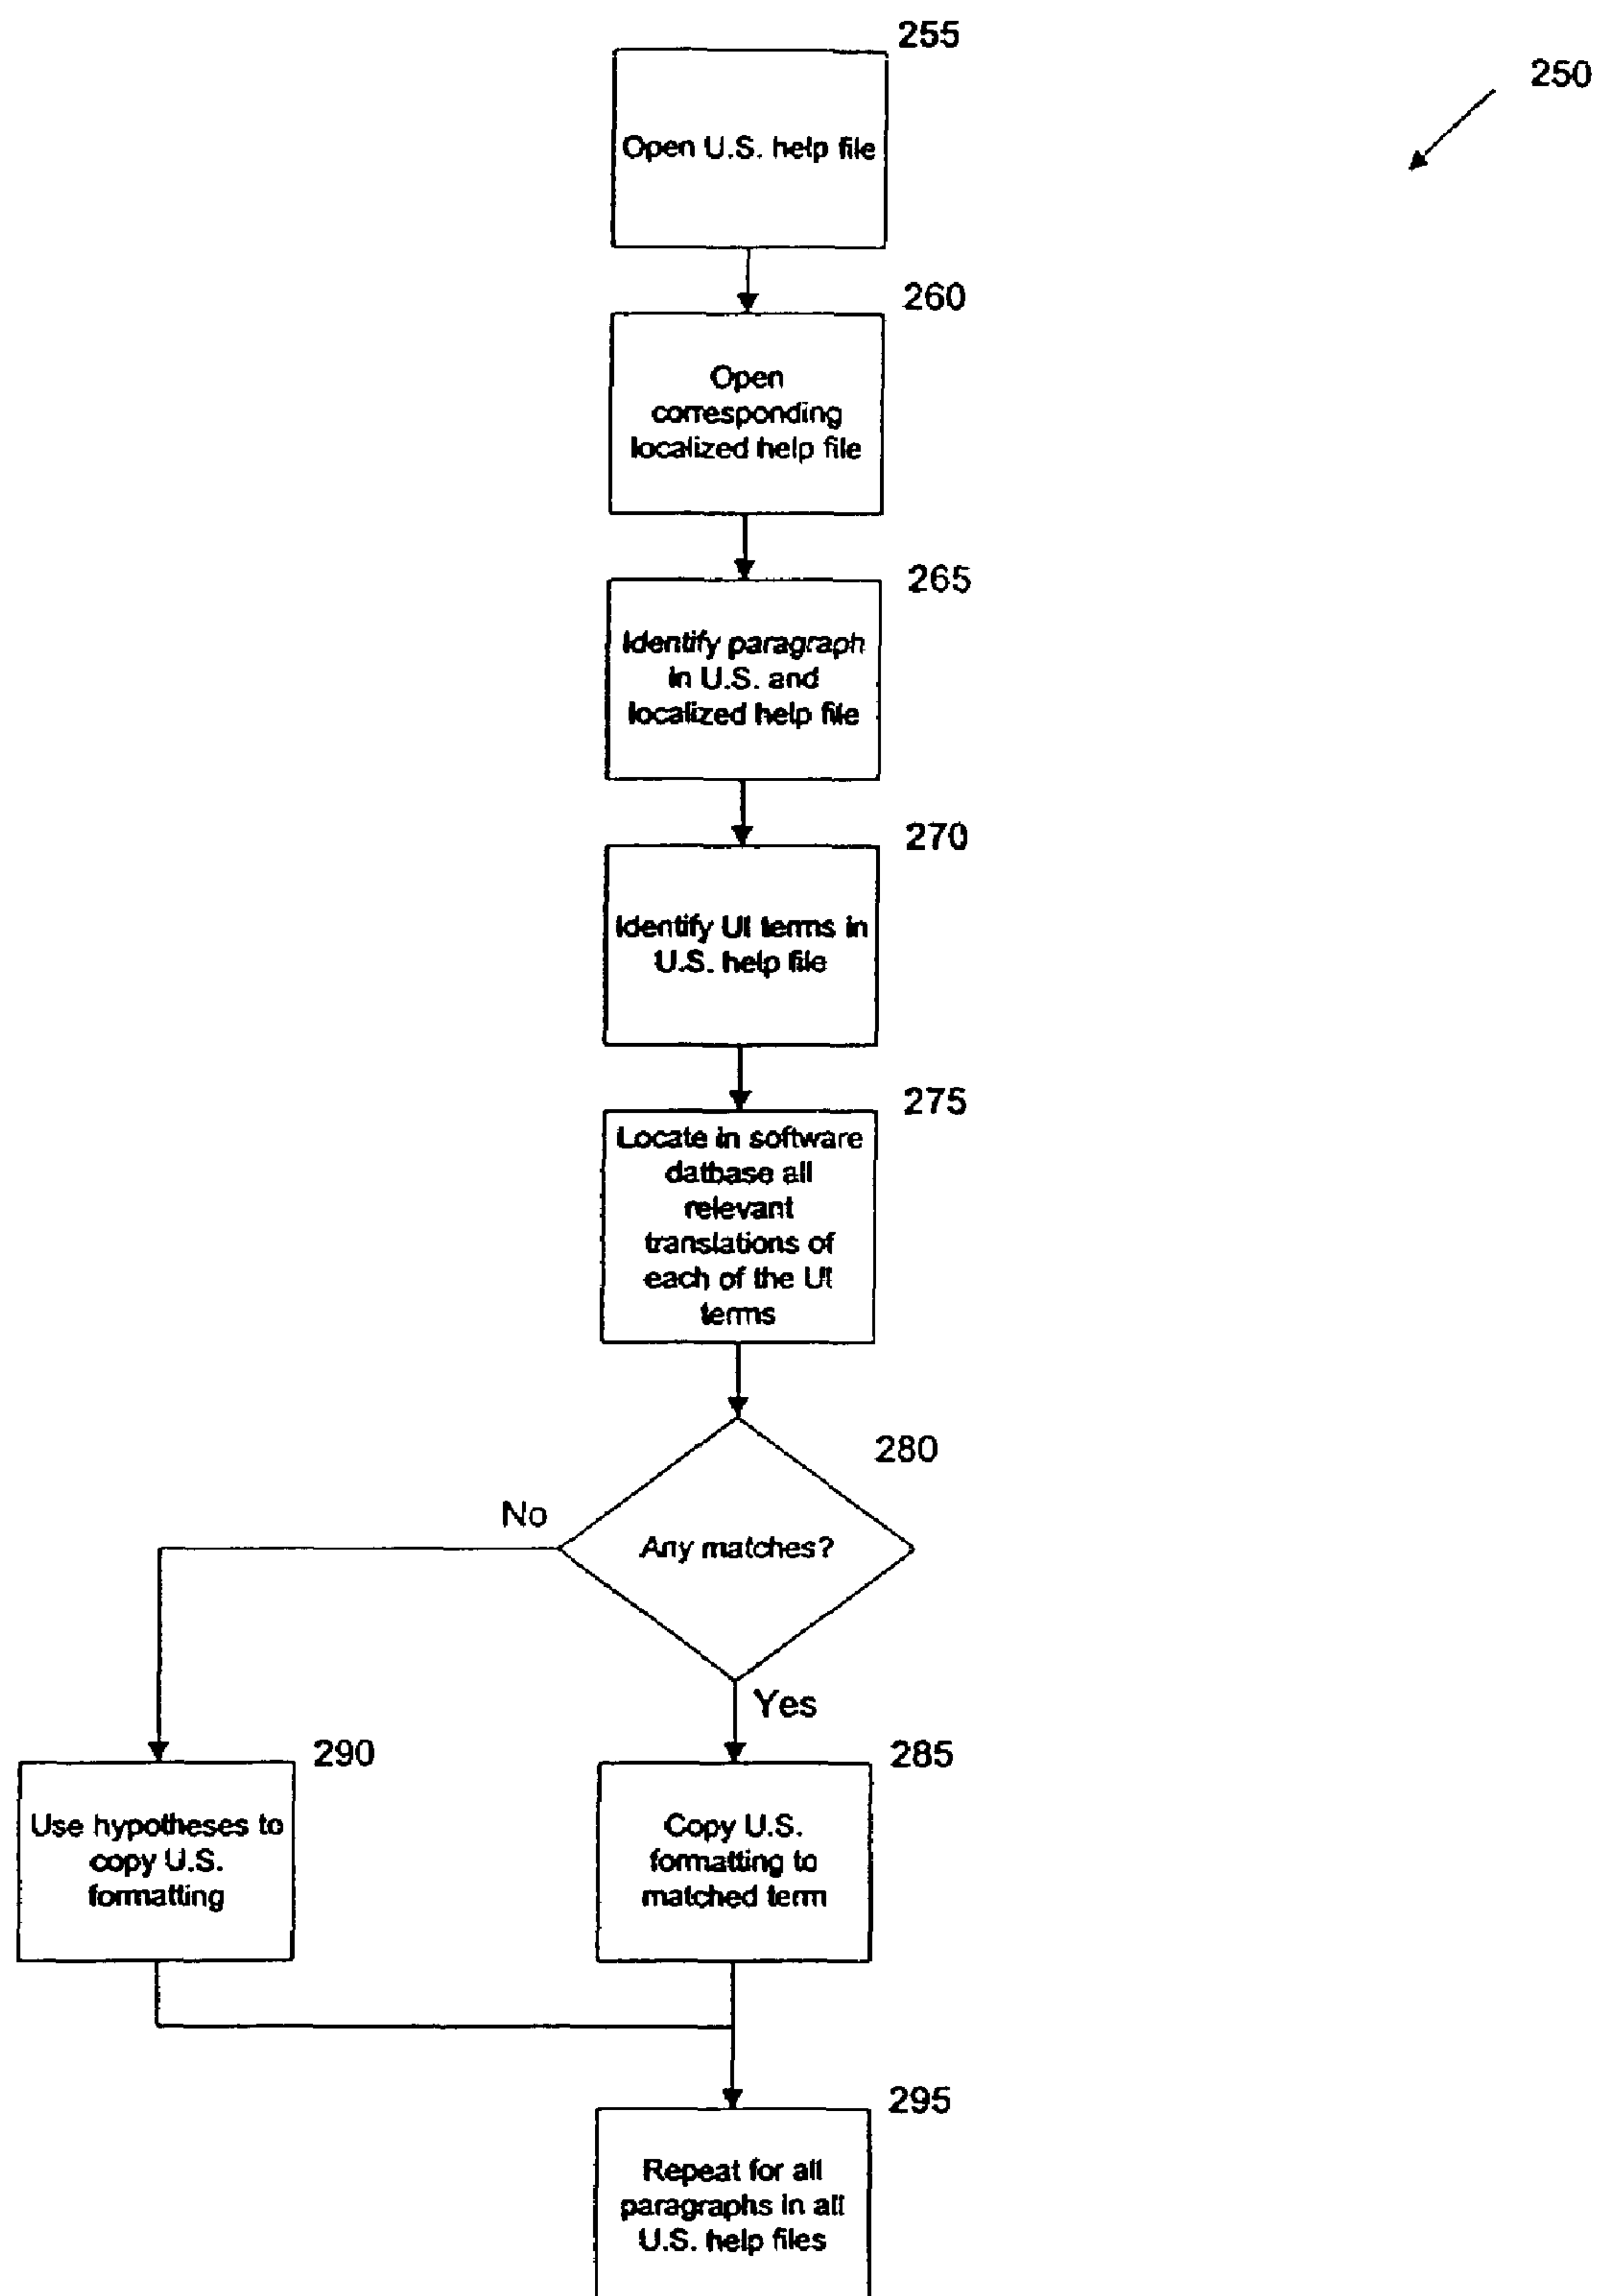 255
250
Open U.S. help file
260
Open
corresponding
localized help file
265
Identify paragraph
in U.S. and
localized help file
270
Identify UI terms in
U.S. help file
275
Locate in software
datbase all
relevant
translations of
each of the UI
terms
280
No
Any matches?
Yes
290
285
Use hypotheses to
copy U.S.
formatting
Copy U.S.
formatting to
matched term
295
Repeat for all
paragraphs in all
U.S. help files